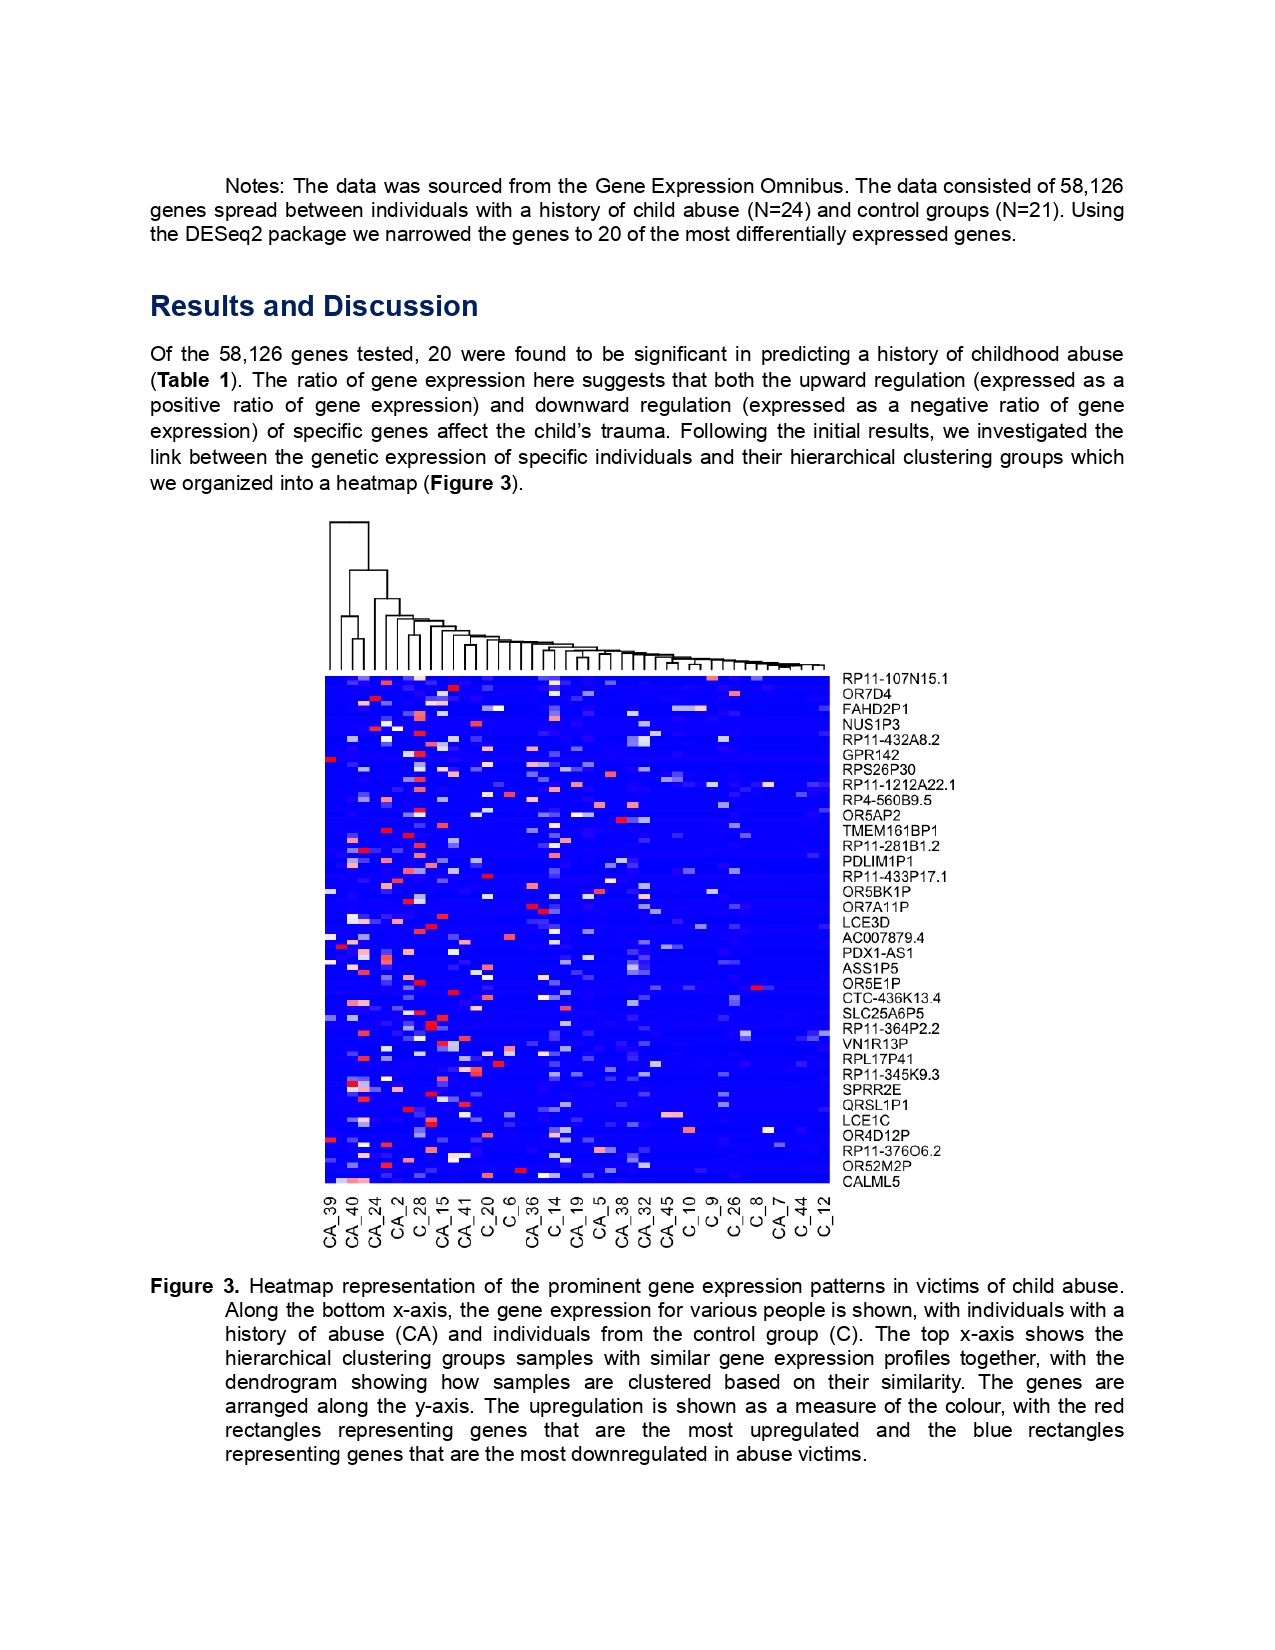 Notes: The data was sourced from the Gene Expression Omnibus. The data consisted of 58,126
genes spread between individuals with a history of child abuse (N=24) and control groups (N=21). Using
the DESeq2 package we narrowed the genes to 20 of the most differentially expressed genes.
Results and Discussion
Of the 58,126 genes tested, 20 were found to be significant in predicting a history of childhood abuse
(Table 1). The ratio of gene expression here suggests that both the upward regulation (expressed as a
positive ratio of gene expression) and downward regulation (expressed as a negative ratio of gene
expression) of specific genes affect the child’s trauma. Following the initial results, we investigated the
link between the genetic expression of specific individuals and their hierarchical clustering groups which
we organized into a heatmap (Figure 3).
RP11-107N15.1
OR7D4
FAHD2P1
NUS1P3
RP11-432A8.2
GPR142
RPS26P30
RP11-1212A22.1
RP4-560B9.5
OR5AP2
TMEM161BP1
RP11-281B1.2
PDLIM1P1
RP11-433P17.1
OR5BK1P
OR7A11P
LCE3D
AC007879.4
PDX1-AS1
ASS1P5
OR5E1P
CTC-436K13.4
SLC25A6P5
RP11-364P2.2
VN1R13P
RPL17P41
RP11-345K9.3
SPRR2E
QRSL1P1
LCE1C
OR4D12P
RP11-376O6.2
OR52M2P
CALML5
CA_39
CA_40
CA_24
CA_2
C_28
CA_15
CA_41
C_20
C_6
CA_36
C_14
CA_19
CA_5
CA_38
CA_32
CA_45
C_10
C_9
C_26
C_8
CA_7
C_44
C_12
Figure 3. Heatmap representation of the prominent gene expression patterns in victims of child abuse.
Along the bottom x-axis, the gene expression for various people is shown, with individuals with a
history of abuse (CA) and individuals from the control group (C). The top x-axis shows the
hierarchical clustering groups samples with similar gene expression profiles together, with the
dendrogram showing how samples are clustered based on their similarity. The genes are
arranged along the y-axis. The upregulation is shown as a measure of the colour, with the red
rectangles representing genes that are the most upregulated and the blue rectangles
representing genes that are the most downregulated in abuse victims.